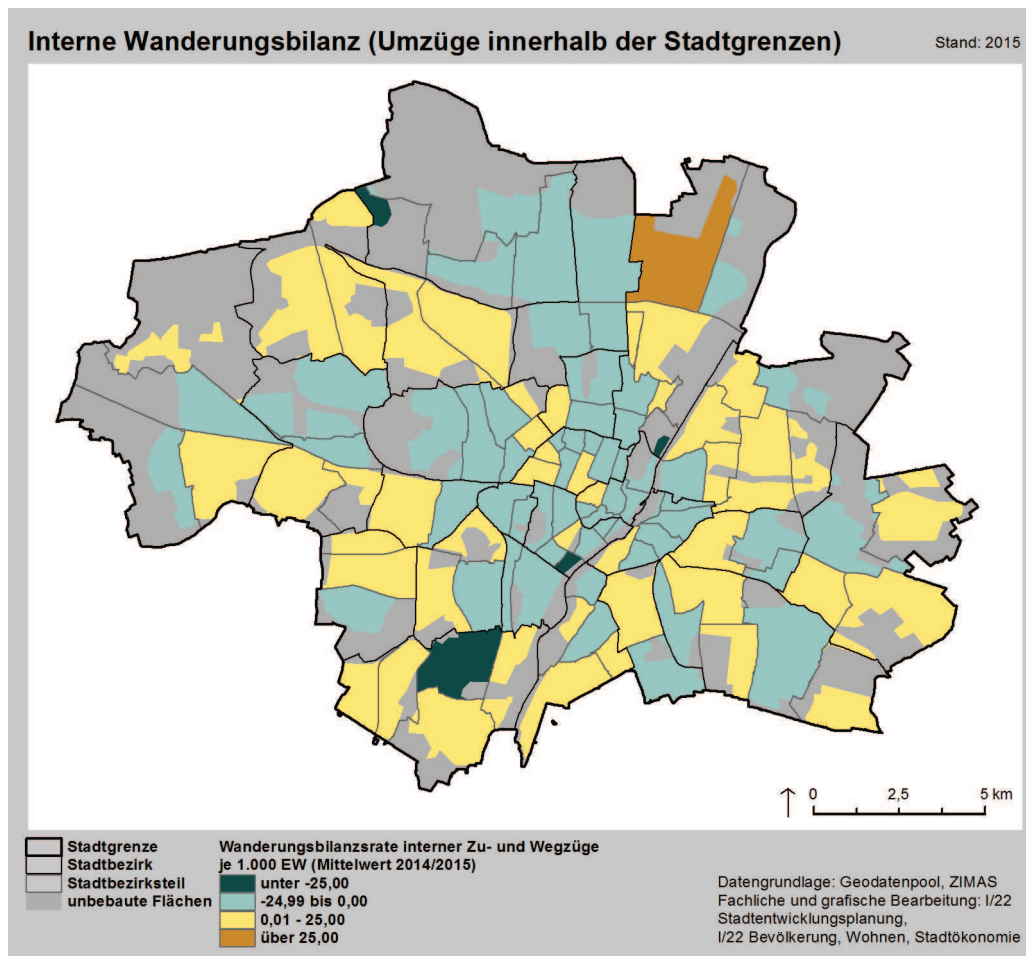 Interne Wanderungsbilanz (Umzüge innerhalb der Stadtgrenzen)
Stand: 2015
0 2,5 5 km
Stadtgrenze
Stadtbezirk
Stadtbezirksteil
unbebaute Flächen
Wanderungsbilanzsrate interner Zu- und Wegzüge
je 1.000 EW (Mittelwert 2014/2015)
unter -25,00
-24,99 bis 0,00
0,01 - 25,00
über 25,00
Datengrundlage: Geodatenpool, ZIMAS
Fachliche und grafische Bearbeitung: I/22
Stadtentwicklungsplanung,
I/22 Bevölkerung, Wohnen, Stadtökonomie